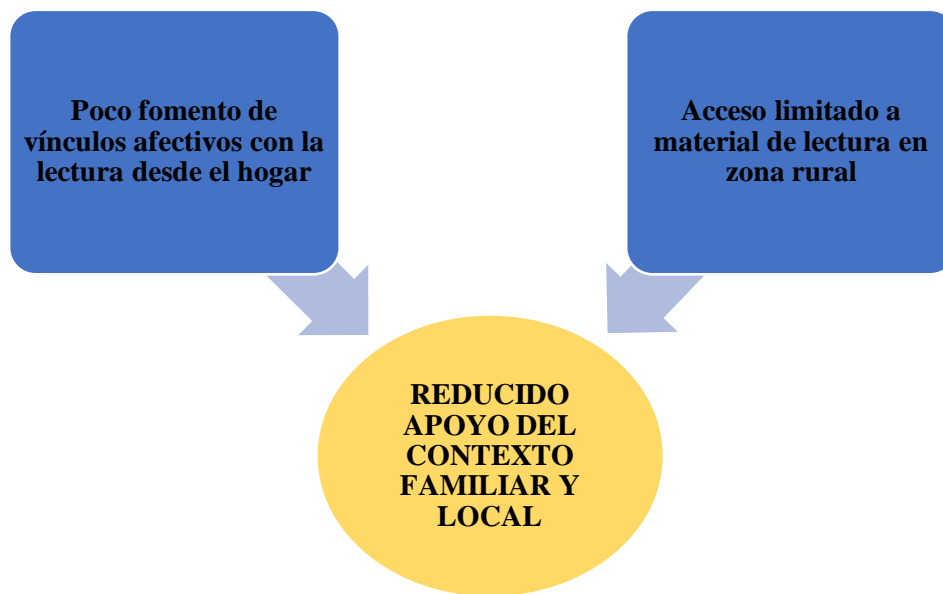 Poco fomento de
vínculos afectivos con la
lectura desde el hogar
Acceso limitado a
material de lectura en
zona rural
REDUCIDO
APOYO DEL
CONTEXTO
FAMILIAR Y
LOCAL